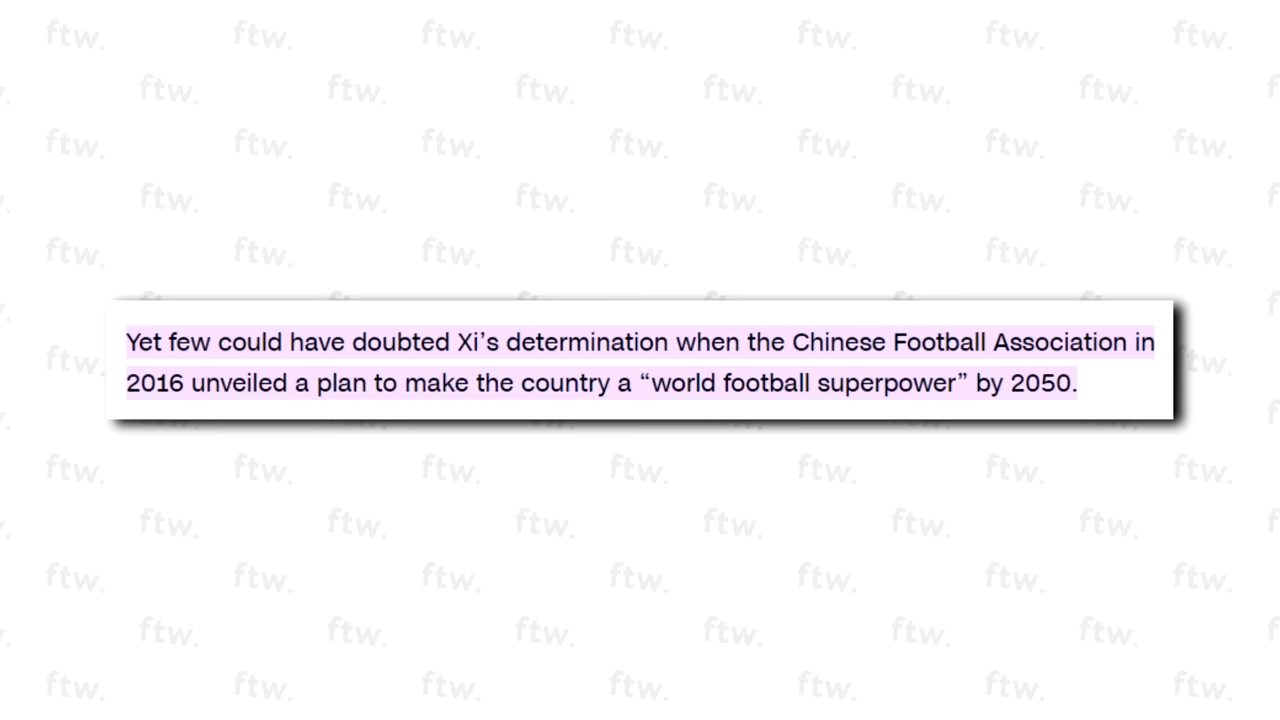 Yet few could have doubted Xi’s determination when the Chinese Football Association in
2016 unveiled a plan to make the country a “world football superpower” by 2050.
ftw.